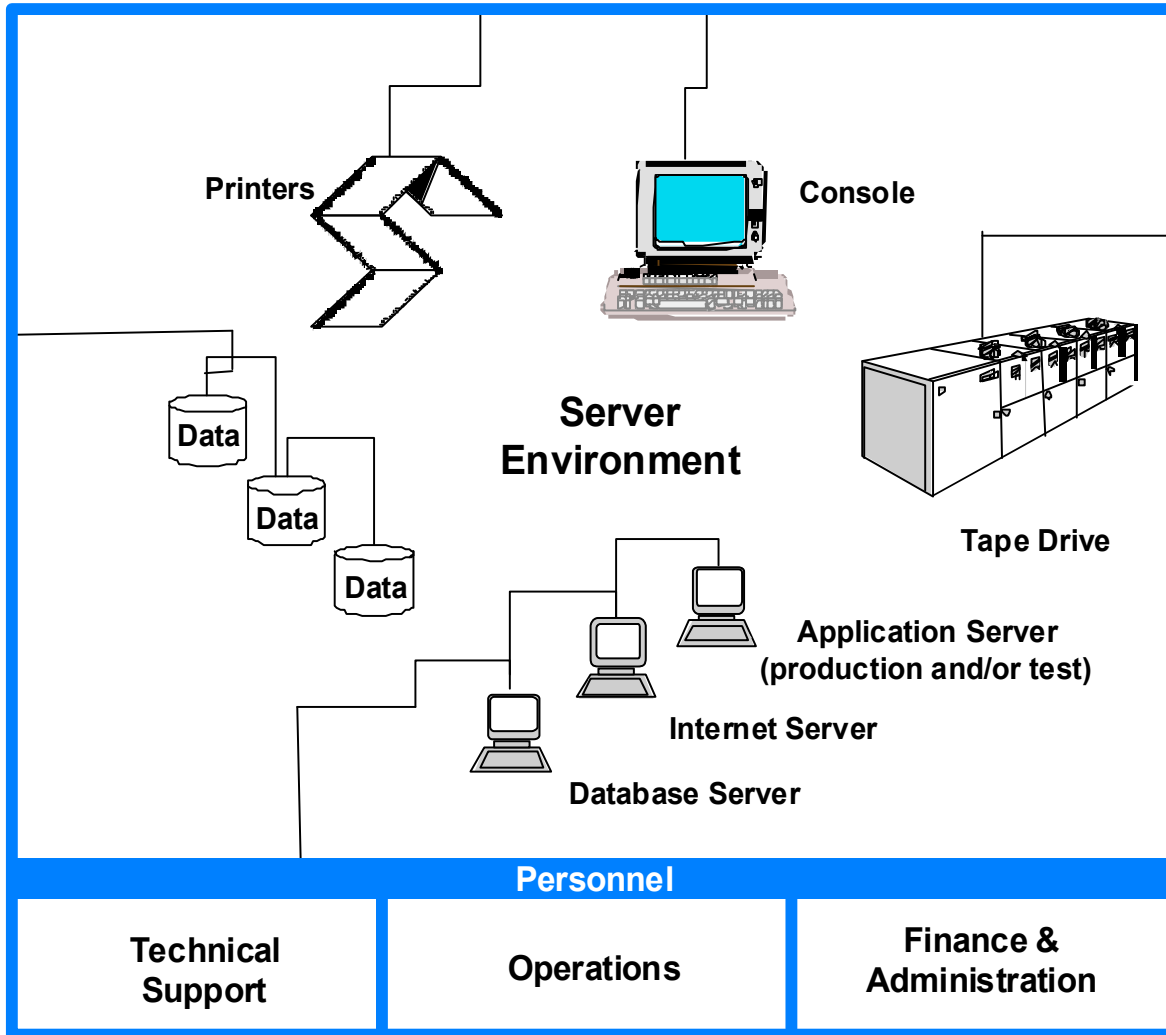 Printers
Console
Data
Data
Data
Server
Environment
Tape Drive
Application Server
(production and/or test)
Internet Server
Database Server
Personnel
Technical
Support
Operations
Finance &
Administration